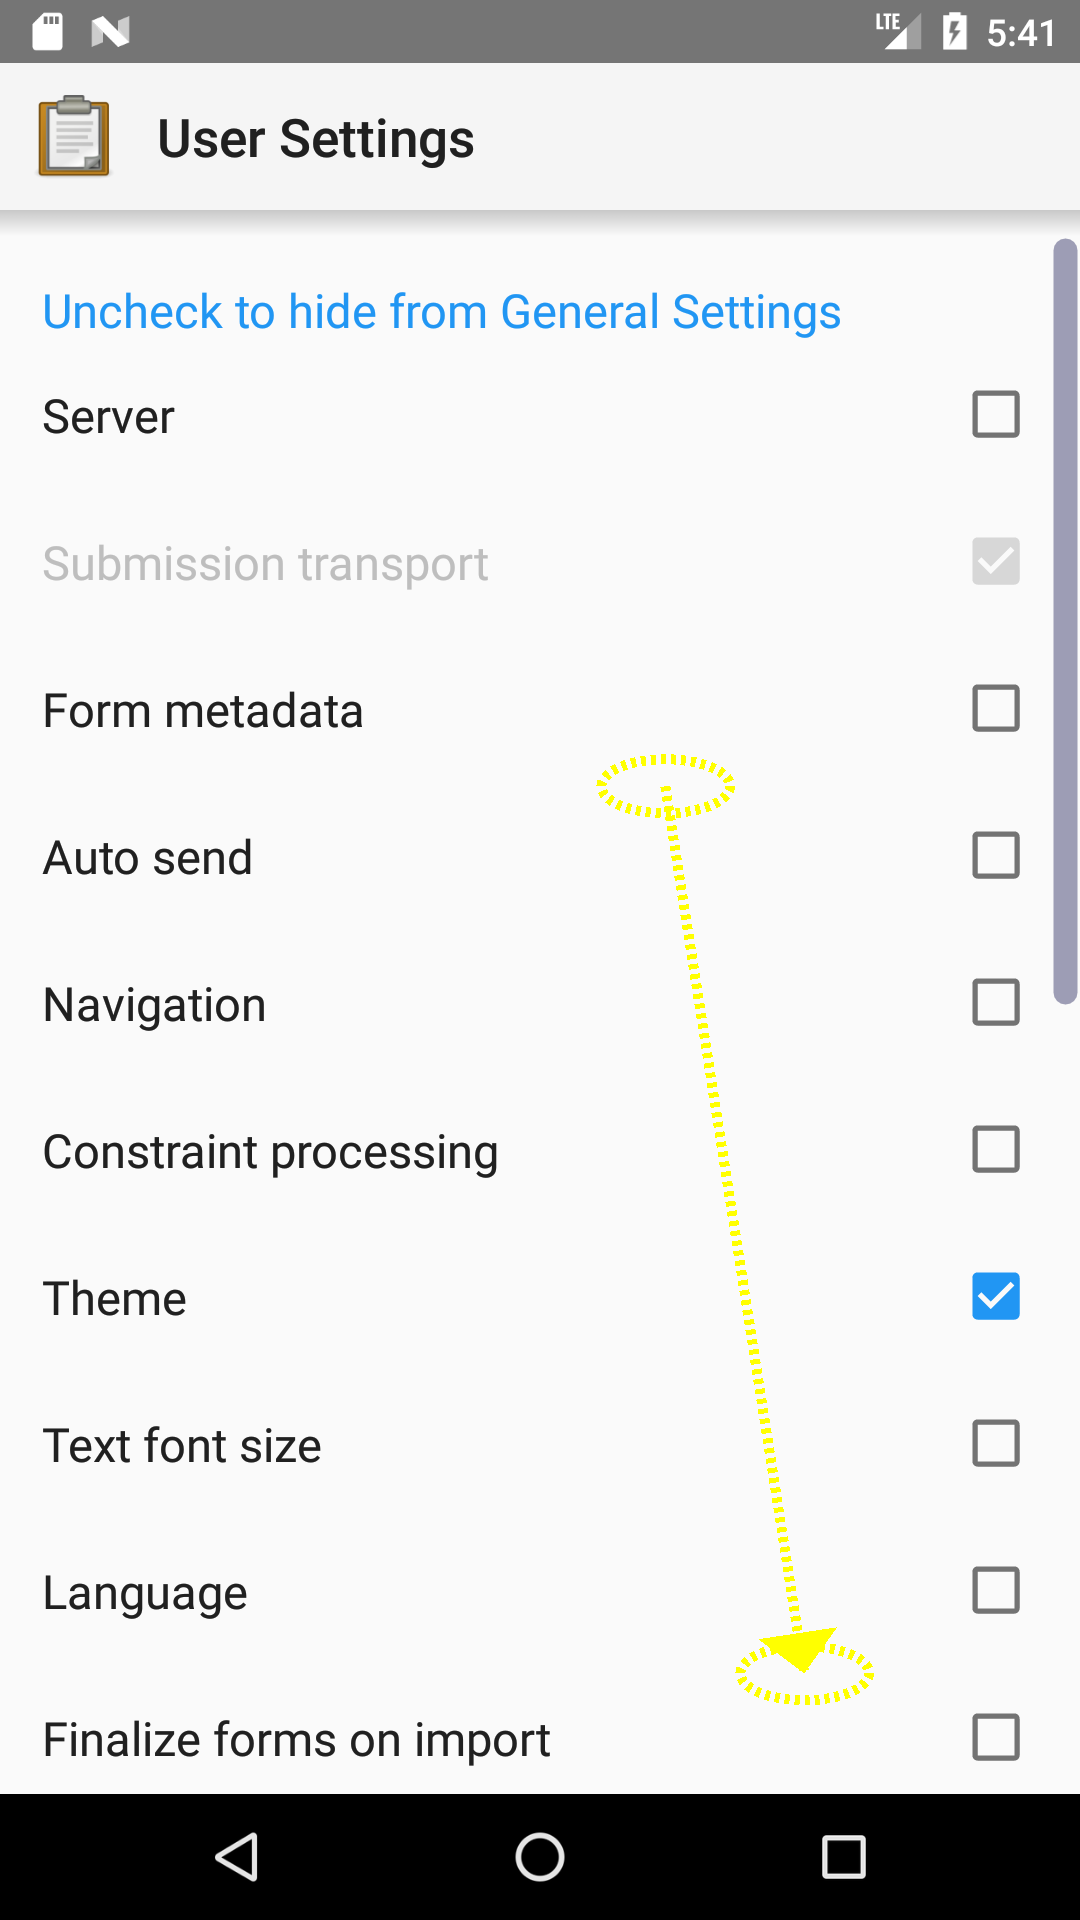 LTE 5:41
User Settings
Uncheck to hide from General Settings
Server
Submission transport
Form metadata
Auto send
Navigation
Constraint processing
Theme
Text font size
Language
Finalize forms on import